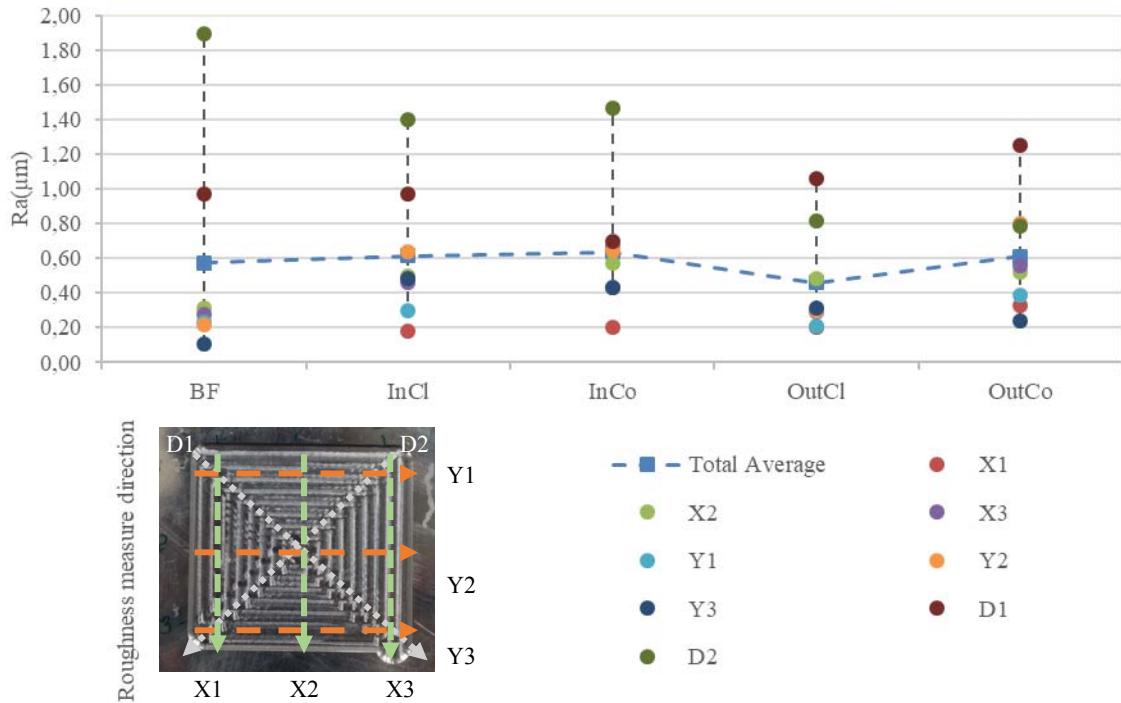 2,00
1,80
1,60
1,40
1,20
1,00
0,80
0,60
0,40
0,20
0,00
Ra(μm)
BF InCl InCo OutCl OutCo
Roughness measure direction
D1 D2
Y1
Y2
Y3
X1 X2 X3
Total Average X1
X2 X3
Y1 Y2
Y3 D1
D2